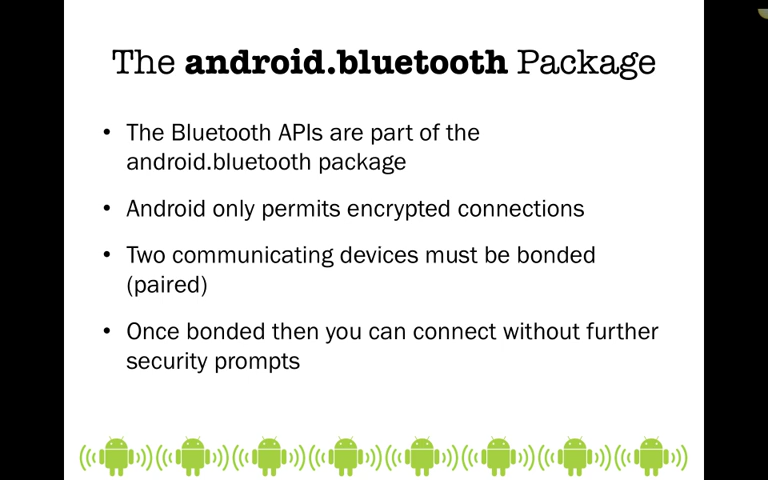 The android.bluetooth Package
• The Bluetooth APIs are part of the
android.bluetooth package
• Android only permits encrypted connections
• Two communicating devices must be bonded
(paired)
• Once bonded then you can connect without further
security prompts